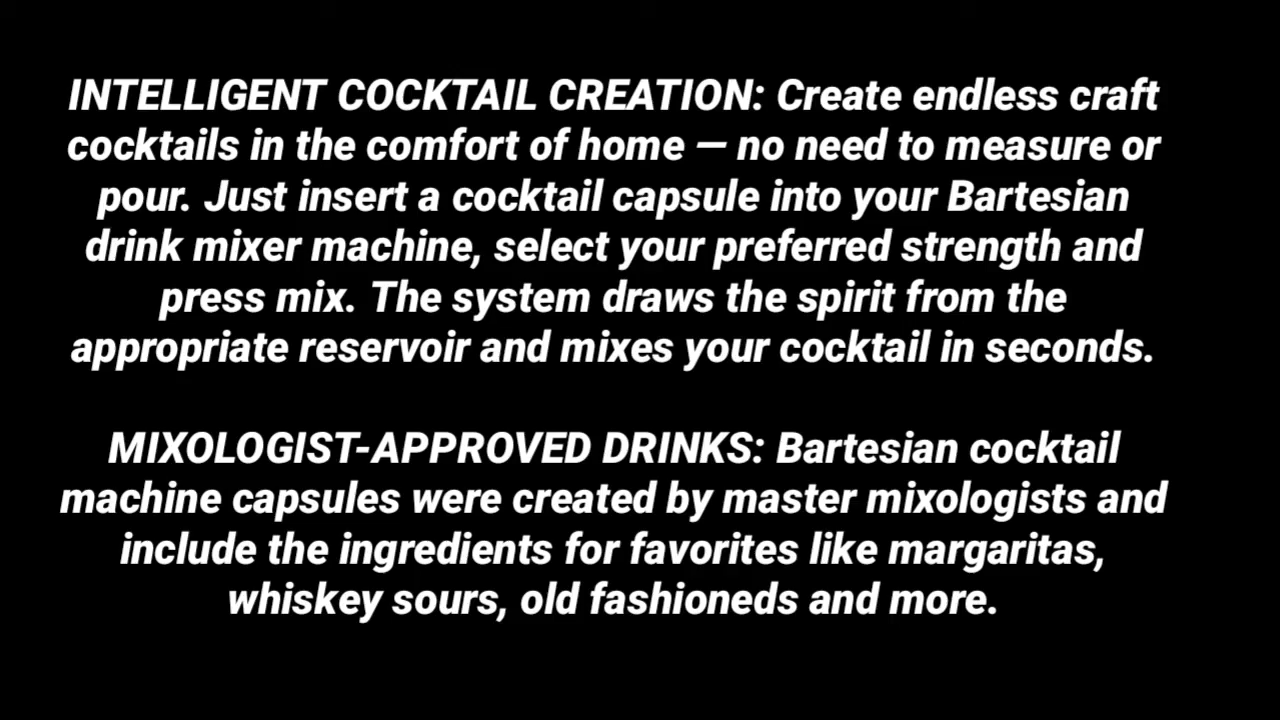 INTELLIGENT COCKTAIL CREATION: Create endless craft
cocktails in the comfort of home — no need to measure or
pour. Just insert a cocktail capsule into your Bartesian
drink mixer machine, select your preferred strength and
press mix. The system draws the spirit from the
appropriate reservoir and mixes your cocktail in seconds.
MIXOLOGIST-APPROVED DRINKS: Bartesian cocktail
machine capsules were created by master mixologists and
include the ingredients for favorites like margaritas,
whiskey sours, old fashioneds and more.